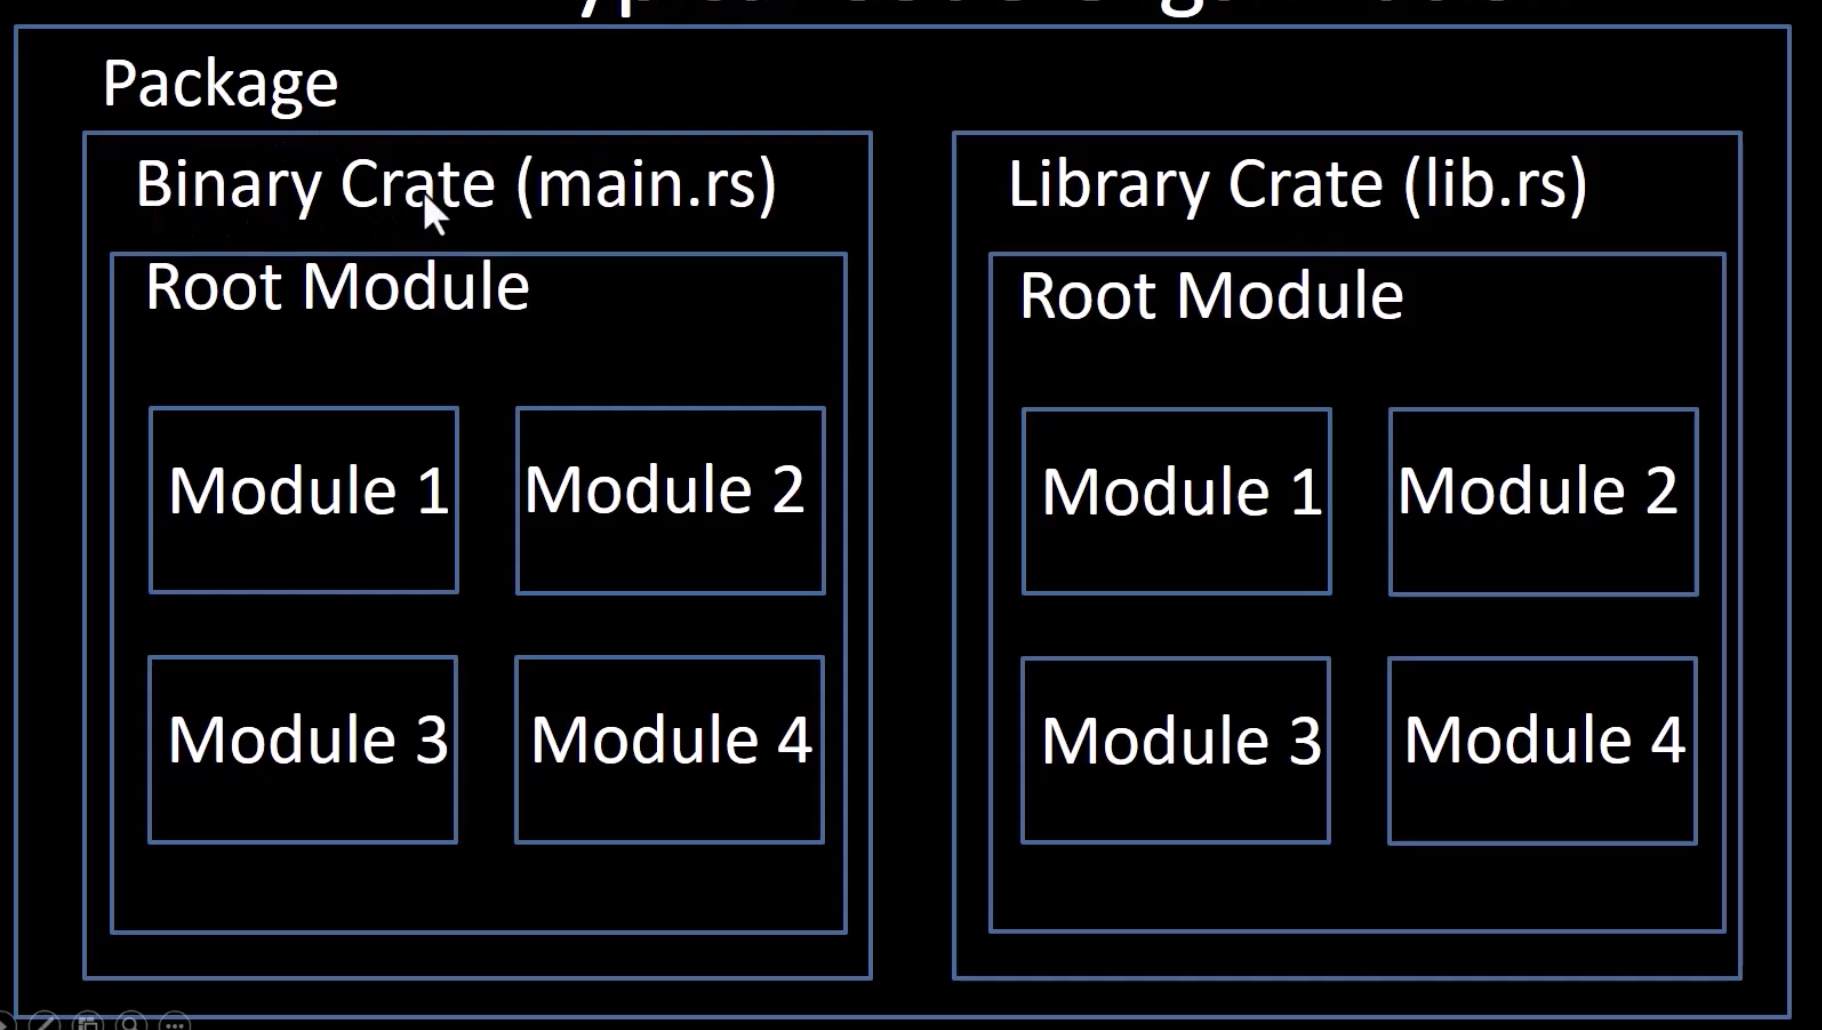 Package
Binary Crate (main.rs)
Root Module
Module 1
Module 2
Module 3
Module 4
Library Crate (lib.rs)
Root Module
Module 1
Module 2
Module 3
Module 4